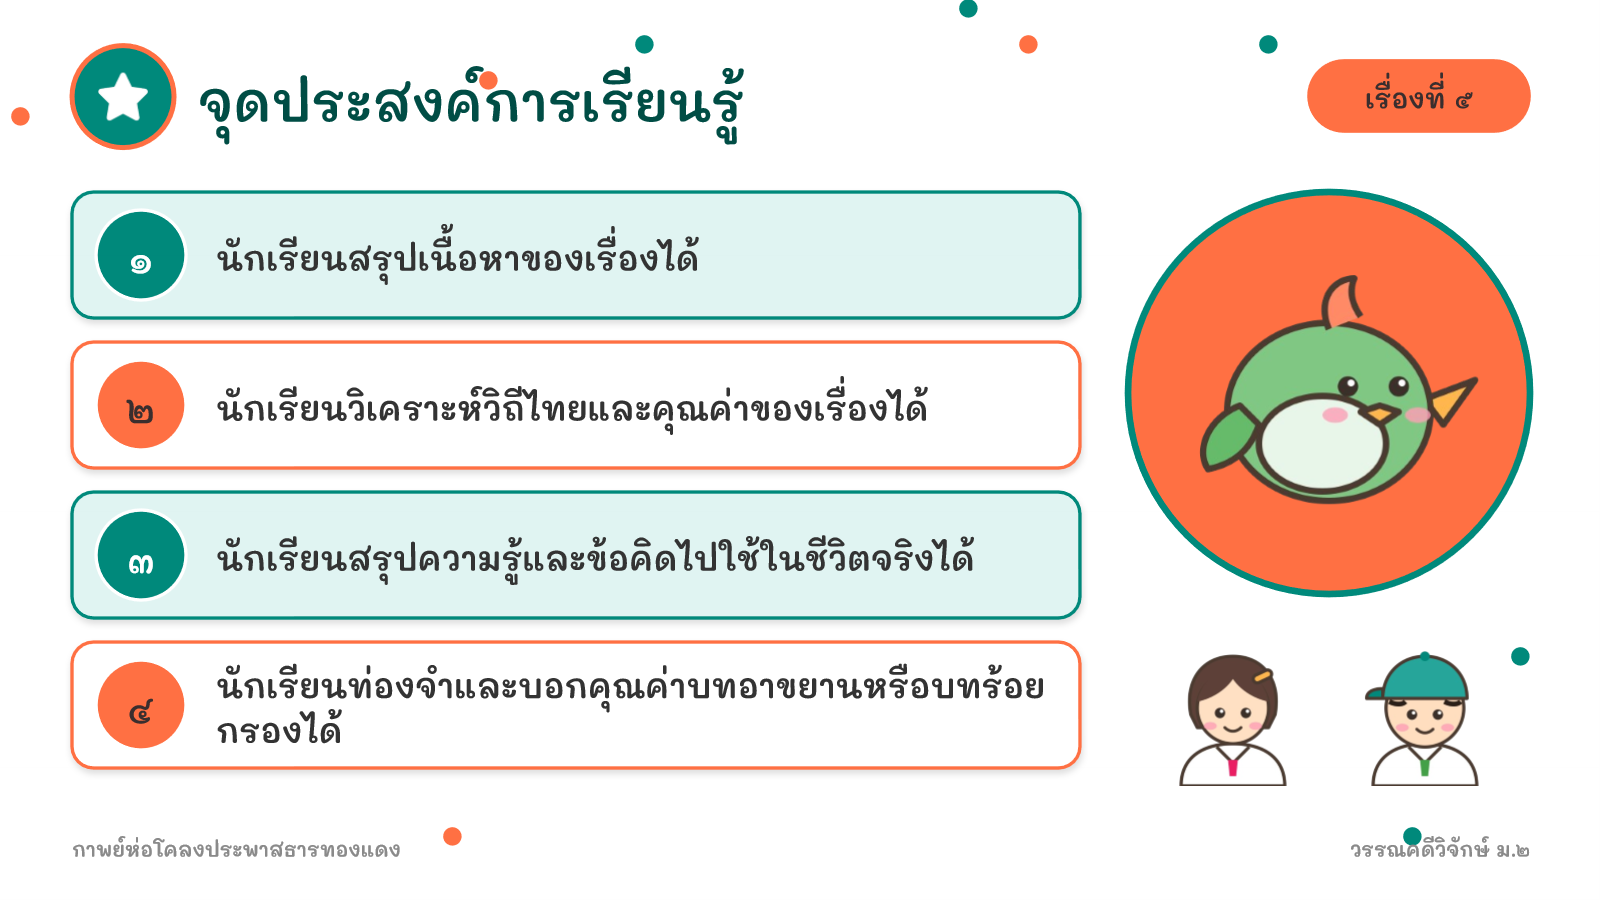 จุดประสงค์การเรียนรู้
เรื่องที่ ๕
๑
นักเรียนสรุปเนื้อหาของเรื่องได้
๒
นักเรียนวิเคราะห์วิถีไทยและคุณค่าของเรื่องได้
๓
นักเรียนสรุปความรู้และข้อคิดไปใช้ในชีวิตจริงได้
๔
นักเรียนท่องจำและบอกคุณค่าบทอาขยานหรือบทร้อย
กรองได้
กาพย์ห่อโคลงประพาสธารทองแดง
วรรณคดีวิจักษ์ ม.๒